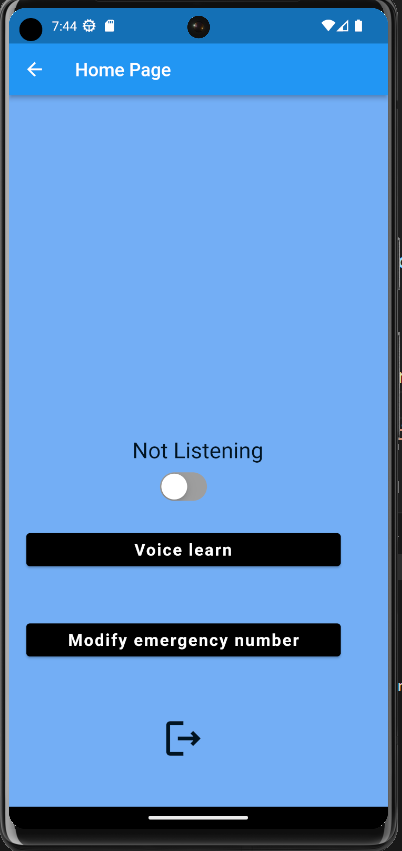 7:44
Home Page
Not Listening
Voice learn
Modify emergency number